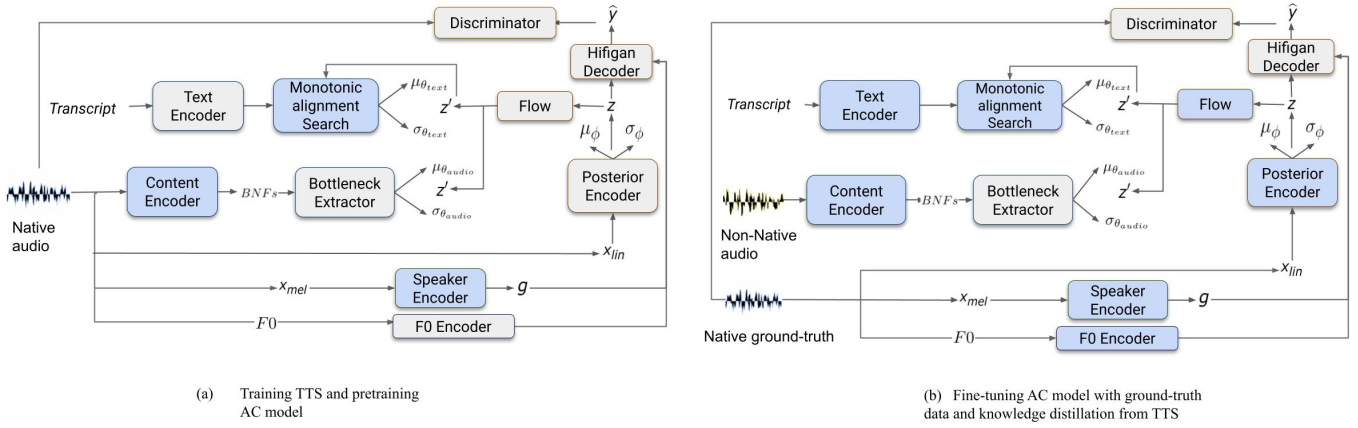 Discriminator
ŷ
Hifigan
Decoder
Transcript
Text
Encoder
Monotonic
alignment
Search
μθtext
z'
σθtext
Flow
z
μϕ
σϕ
Posterior
Encoder
Native
audio
Content
Encoder
BNFs
Bottleneck
Extractor
μθaudio
z'
σθaudio
xlin
xmel
Speaker
Encoder
g
F0
F0 Encoder
(a) Training TTS and pretraining
AC model
Discriminator
ŷ
Hifigan
Decoder
Transcript
Text
Encoder
Monotonic
alignment
Search
μθtext
z'
σθtext
Flow
z
μϕ
σϕ
Posterior
Encoder
Non-Native
audio
Content
Encoder
BNFs
Bottleneck
Extractor
μθaudio
z'
σθaudio
xlin
Native ground-truth
xmel
Speaker
Encoder
g
F0
F0 Encoder
(b) Fine-tuning AC model with ground-truth
data and knowledge distillation from TTS